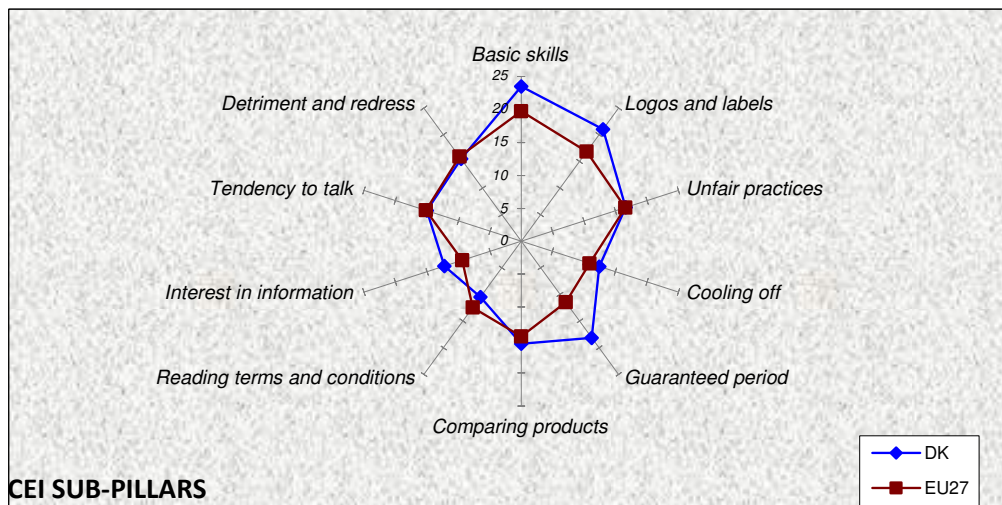 Basic skills
25
Detriment and redress
Logos and labels
20
15
Tendency to talk
10
Unfair practices
5
0
Interest in information
Cooling off
Reading terms and conditions
Guaranteed period
Comparing products
DK
EU27
CEI SUB-PILLARS